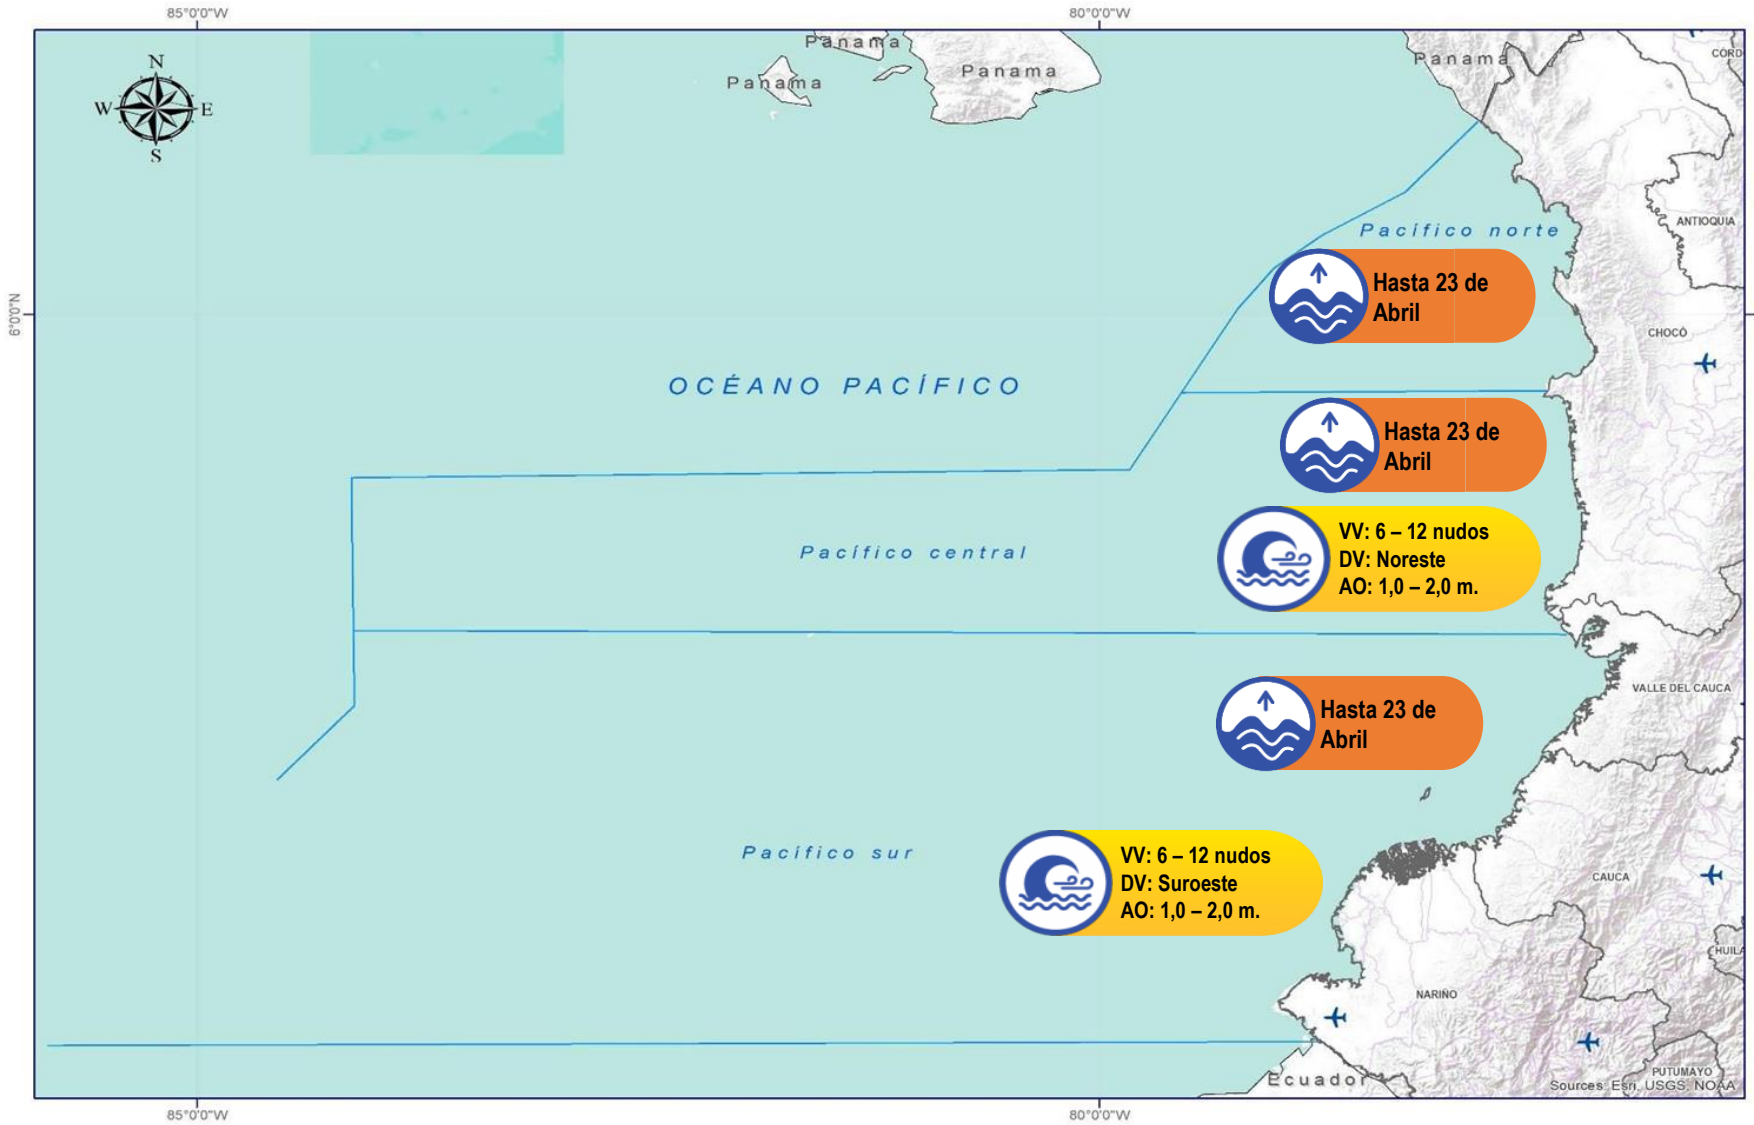 85°0'0"W
80°0'0"W
N
W
E
S
Panama
Panama
Panama
Panama
CÓRD
ANTIOQUIA
Pacífico norte
Hasta 23 de
Abril
6°0'0"N
CHOCÓ
OCÉANO PACÍFICO
Hasta 23 de
Abril
VV: 6 – 12 nudos
DV: Noreste
AO: 1,0 – 2,0 m.
Pacífico central
VALLE DEL CAUCA
Hasta 23 de
Abril
Pacífico sur
VV: 6 – 12 nudos
DV: Suroeste
AO: 1,0 – 2,0 m.
CAUCA
HUILA
NARIÑO
PUTUMAYO
Ecuador
Sources: Esri, USGS, NOAA
85°0'0"W
80°0'0"W